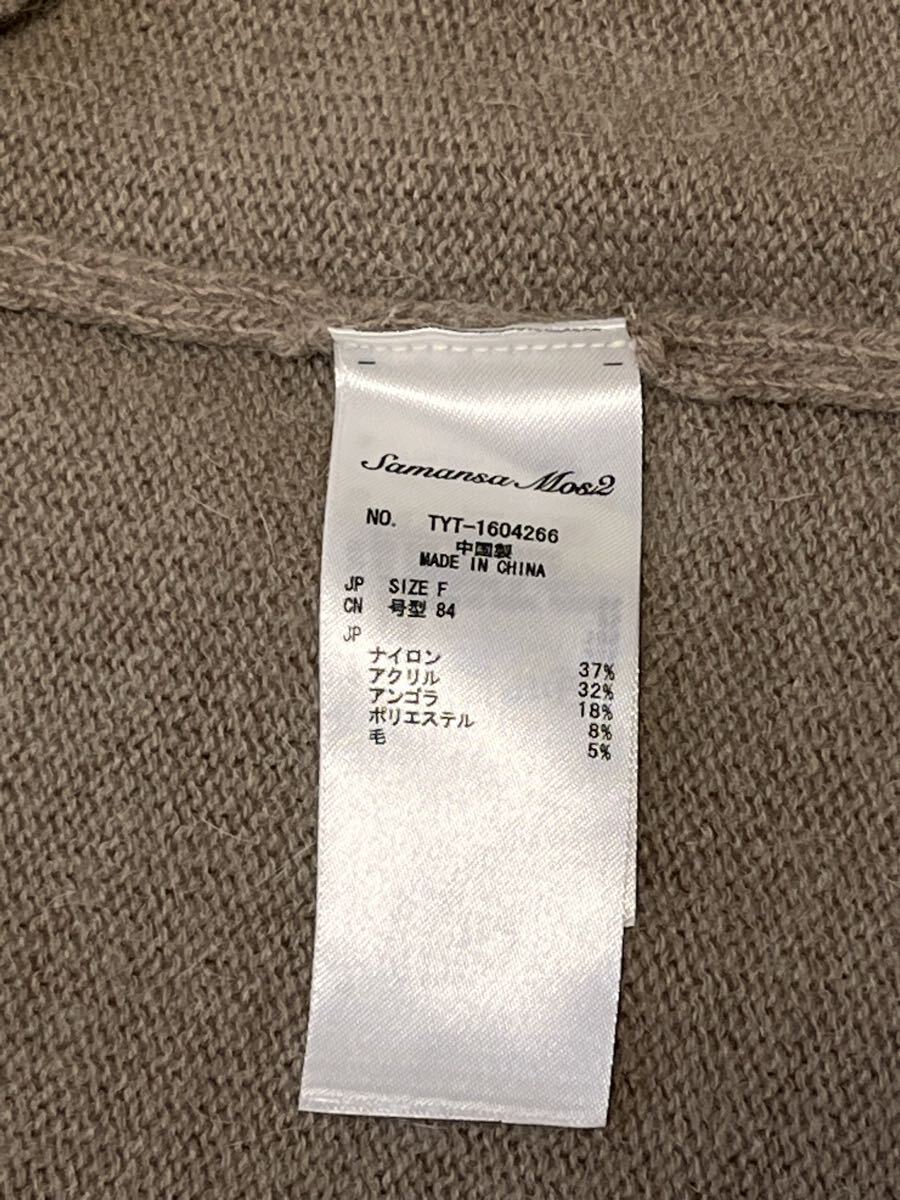 Samansa Mos2
NO. TYT-1604266
中国製
MADE IN CHINA
JP SIZE F
CN 号型 84
JP
ナイロン 37%
アクリル 32%
アンゴラ 18%
ポリエステル 8%
毛 5%